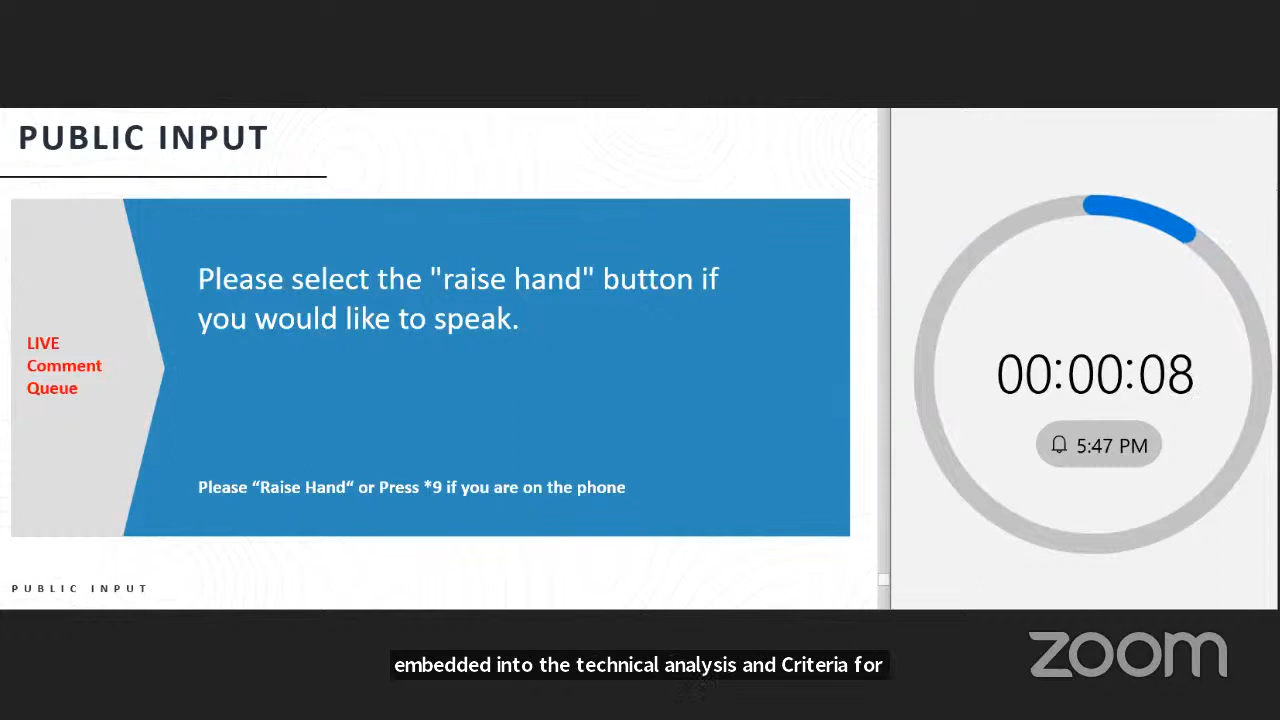 PUBLIC INPUT
Please select the "raise hand" button if
you would like to speak.
LIVE
Comment
Queue
Please “Raise Hand“ or Press *9 if you are on the phone
PUBLIC INPUT
00:00:08
5:47 PM
embedded into the technical analysis and Criteria for
zoom